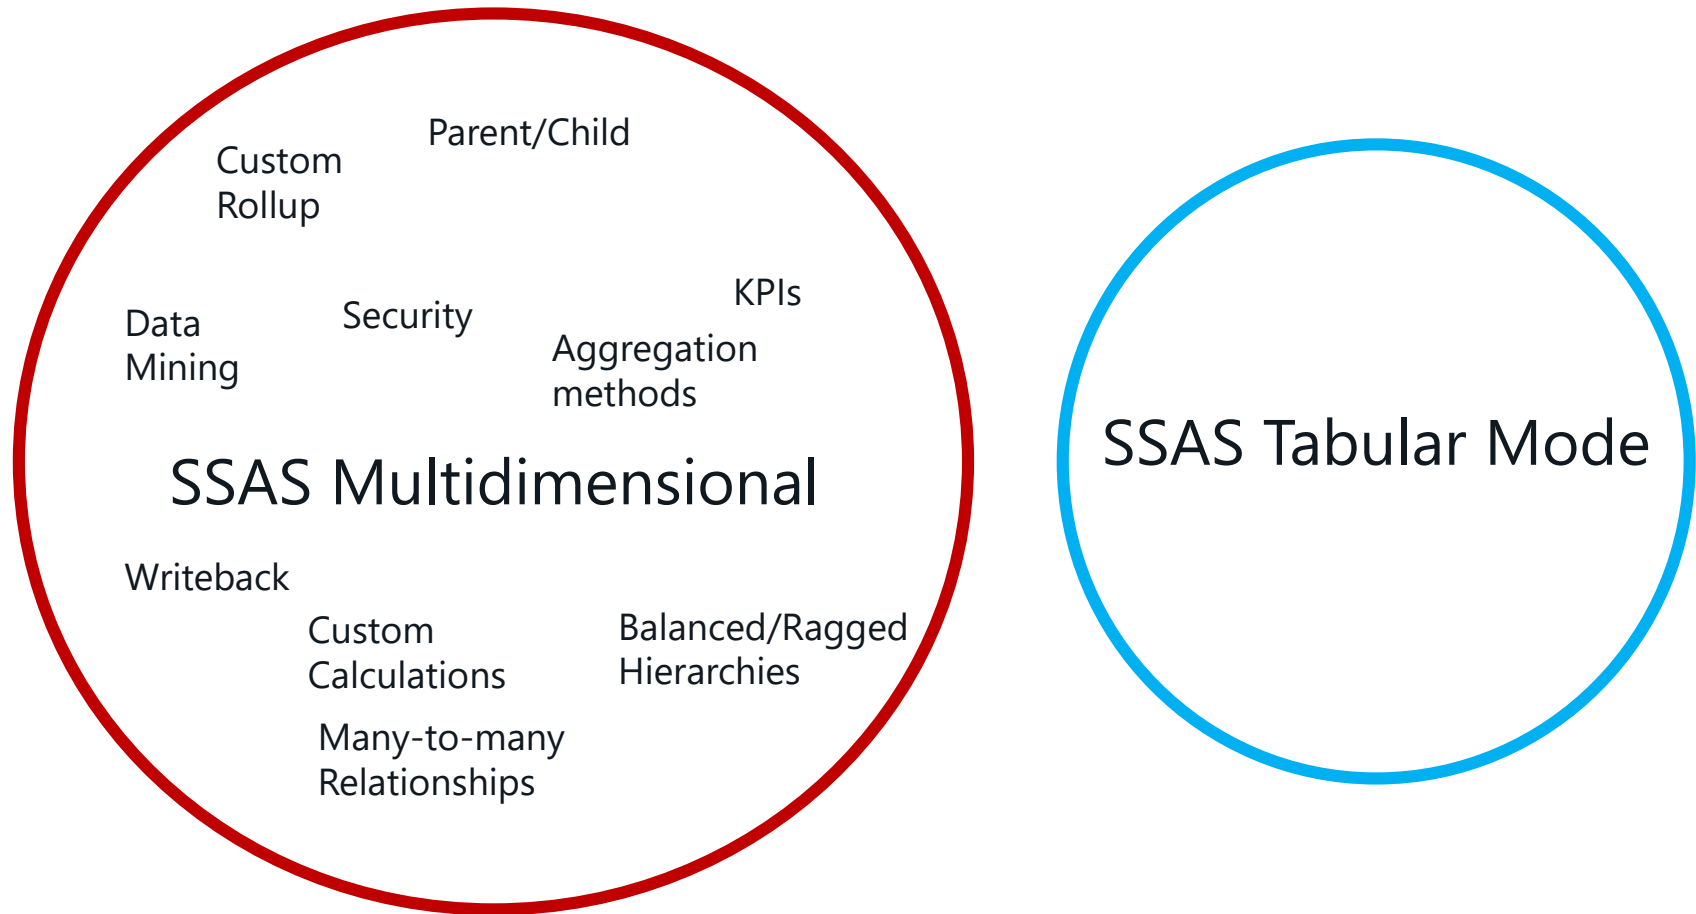 Parent/Child
Custom
Rollup
KPIs
Security
Data
Mining
Aggregation
methods
SSAS Multidimensional
Writeback
Custom
Calculations
Balanced/Ragged
Hierarchies
Many-to-many
Relationships
SSAS Tabular Mode